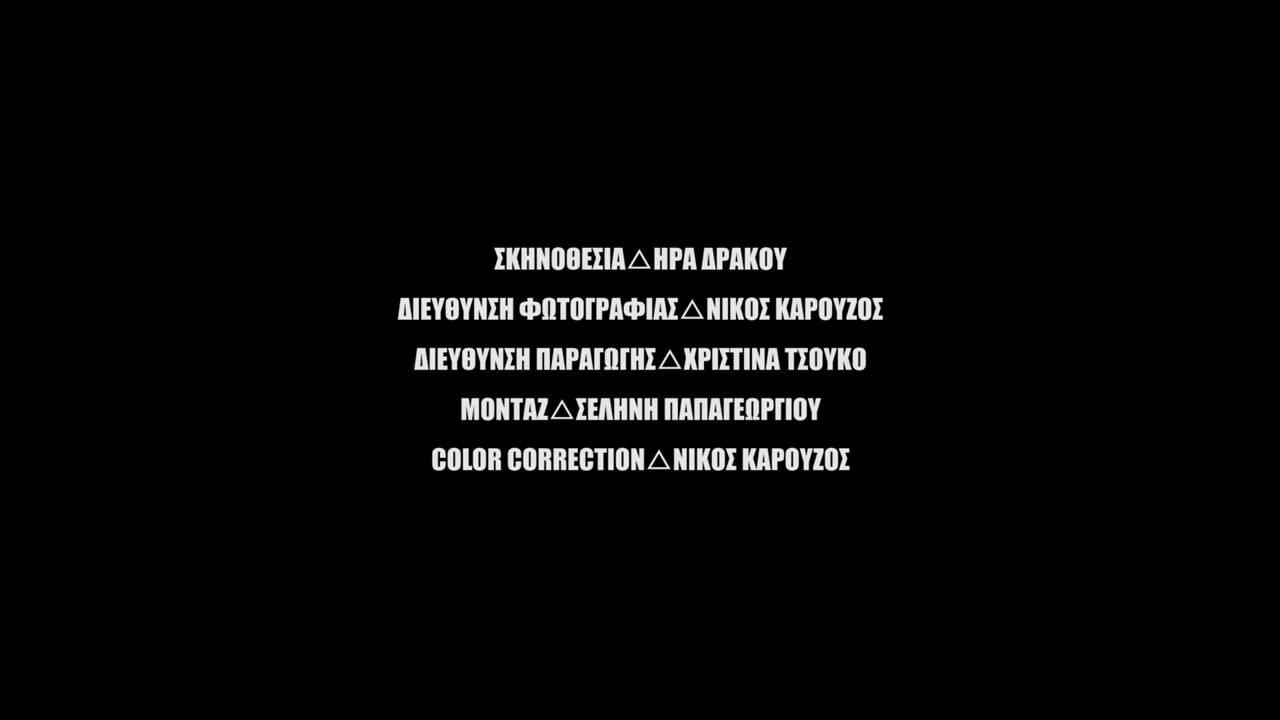 ΣΚΗΝΟΘΕΣΙΑ△ΗΡΑ ΔΡΑΚΟΥ
ΔΙΕΥΘΥΝΣΗ ΦΩΤΟΓΡΑΦΙΑΣ△ΝΙΚΟΣ ΚΑΡΟΥΖΟΣ
ΔΙΕΥΘΥΝΣΗ ΠΑΡΑΓΩΓΗΣ△ΧΡΙΣΤΙΝΑ ΤΣΟΥΚΟ
ΜΟΝΤΑΖ△ΣΕΛΗΝΗ ΠΑΠΑΓΕΩΡΓΙΟΥ
COLOR CORRECTION△ΝΙΚΟΣ ΚΑΡΟΥΖΟΣ